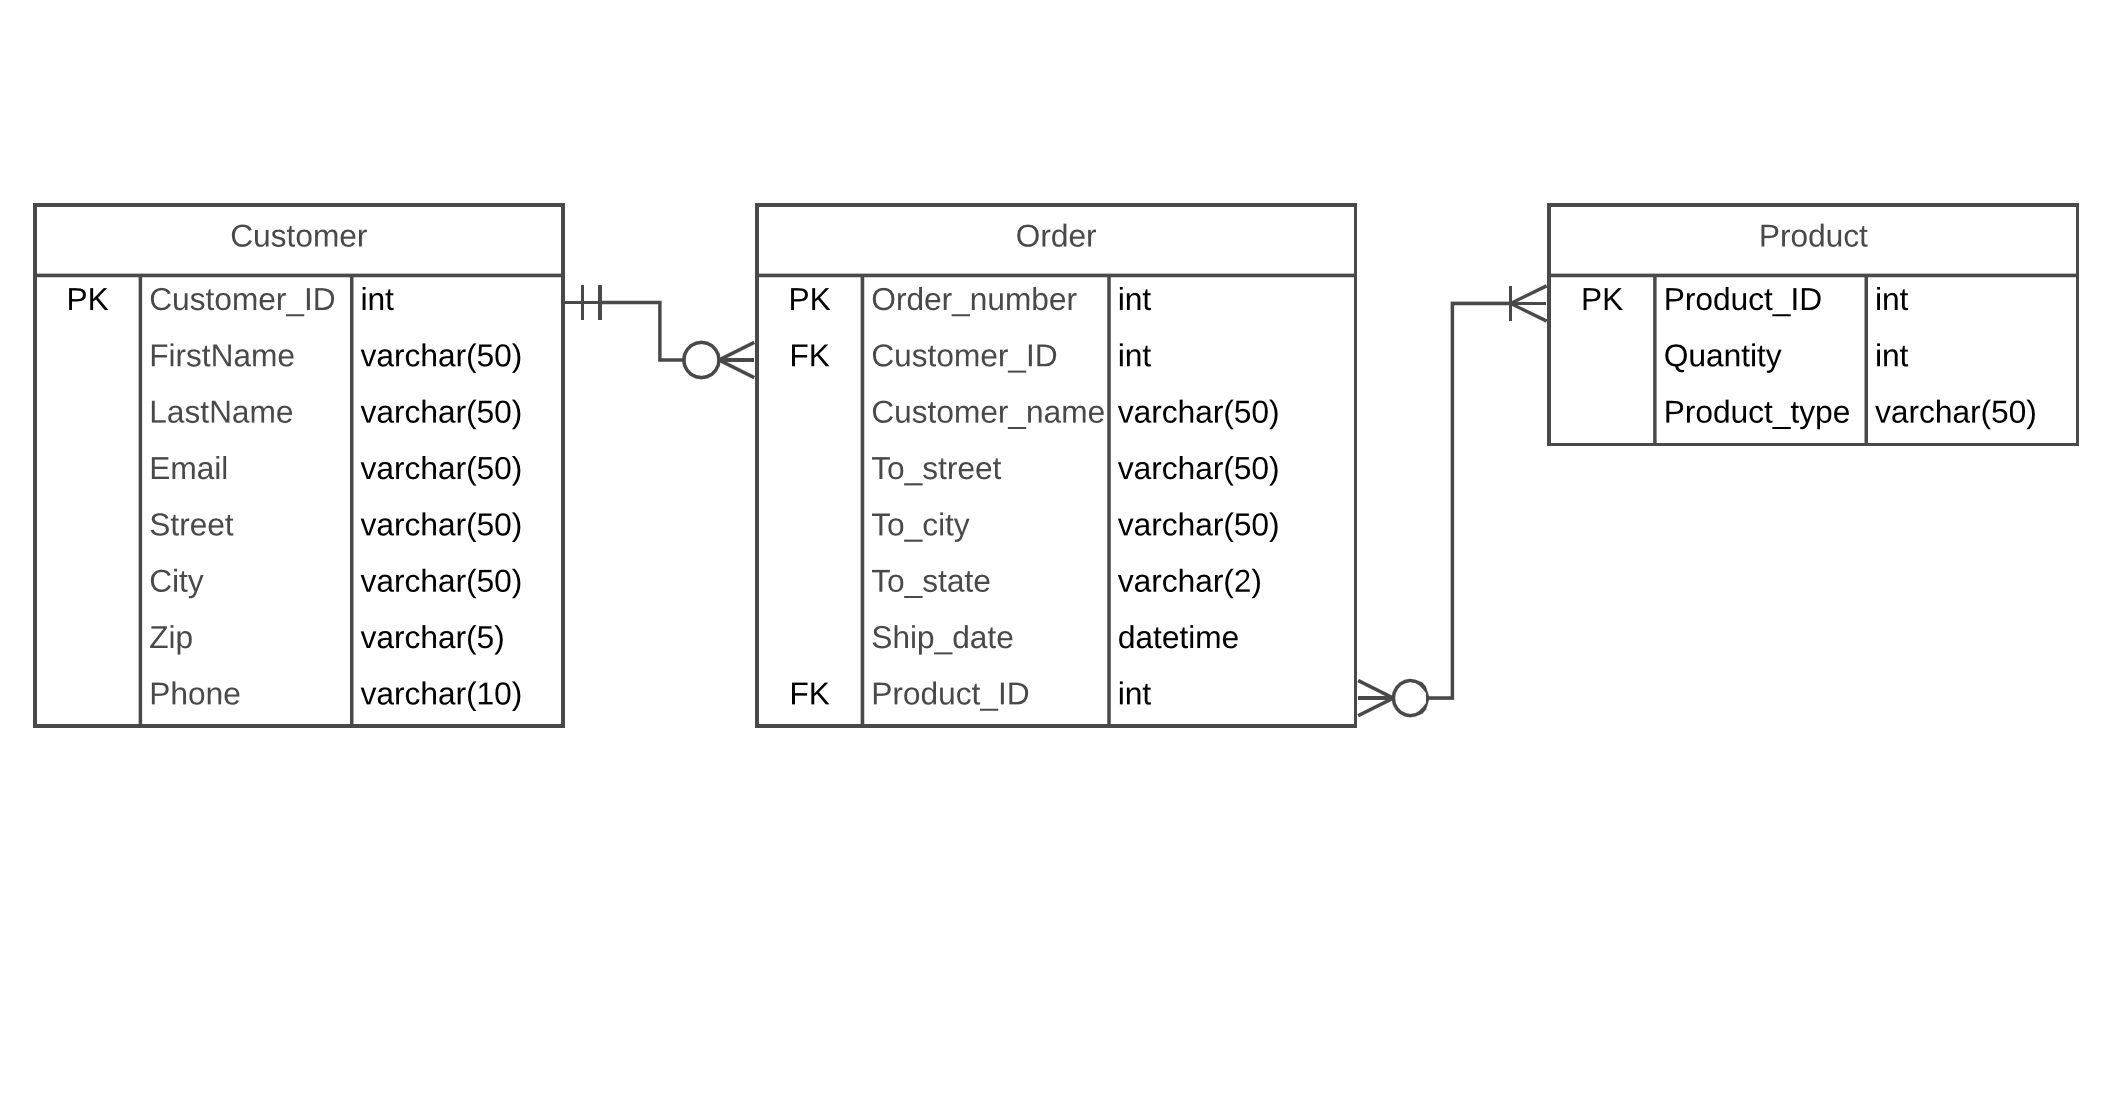 Customer
PK Customer_ID int
FirstName varchar(50)
LastName varchar(50)
Email varchar(50)
Street varchar(50)
City varchar(50)
Zip varchar(5)
Phone varchar(10)
Order
PK Order_number int
FK Customer_ID int
Customer_name varchar(50)
To_street varchar(50)
To_city varchar(50)
To_state varchar(2)
Ship_date datetime
FK Product_ID int
Product
PK Product_ID int
Quantity int
Product_type varchar(50)